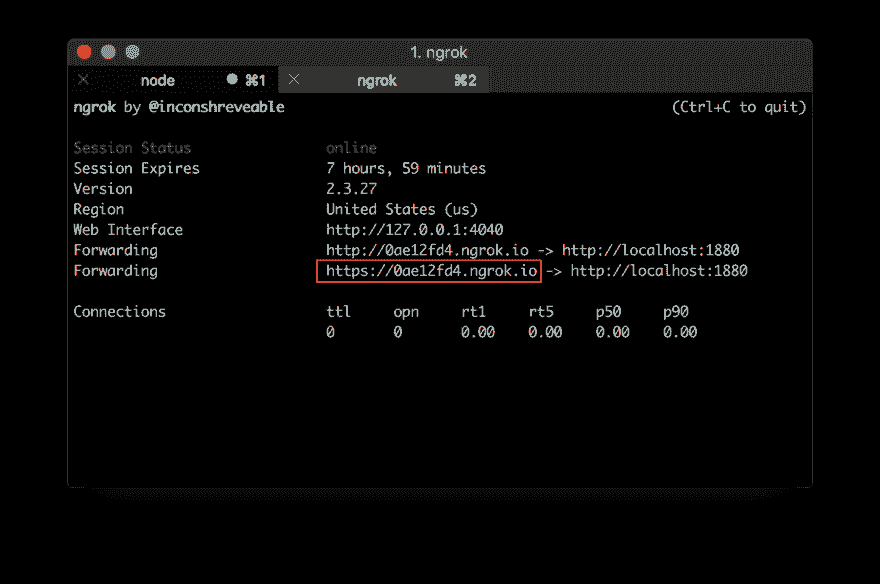 1. ngrok
node ⌘1 ngrok ⌘2
ngrok by @inconshreveable (Ctrl+C to quit)
Session Status online
Session Expires 7 hours, 59 minutes
Version 2.3.27
Region United States (us)
Web Interface http://127.0.0.1:4040
Forwarding http://0ae12fd4.ngrok.io -> http://localhost:1880
Forwarding https://0ae12fd4.ngrok.io -> http://localhost:1880
Connections ttl opn rt1 rt5 p50 p90
0 0 0.00 0.00 0.00 0.00